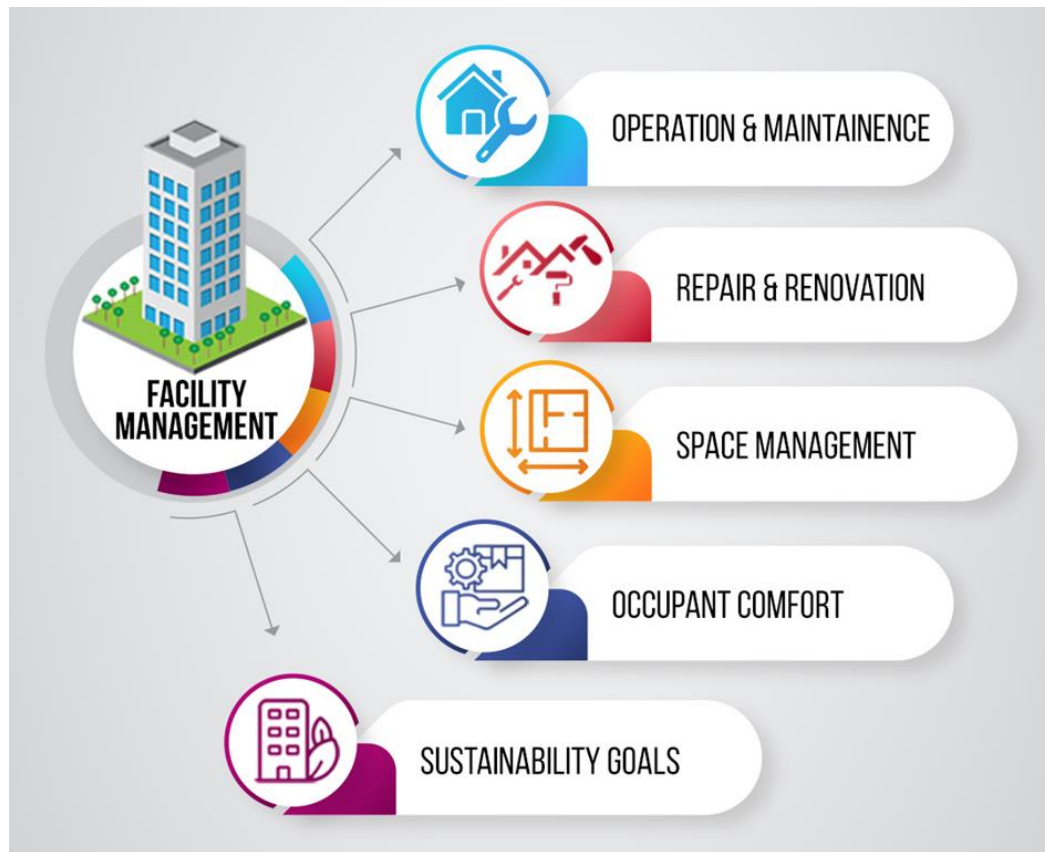 FACILITY
MANAGEMENT
OPERATION & MAINTAINENCE
REPAIR & RENOVATION
SPACE MANAGEMENT
OCCUPANT COMFORT
SUSTAINABILITY GOALS